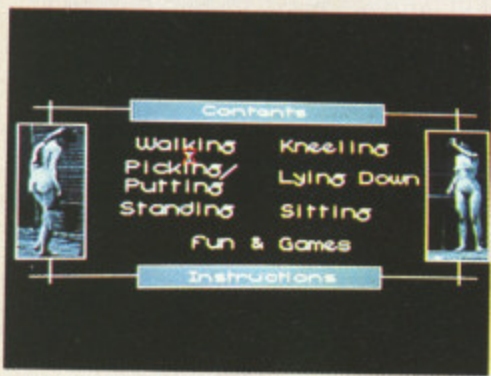 Contents
Walking Kneeling
Picking/
Putting Lying Down
Standing Sitting
Fun & Games
Instructions